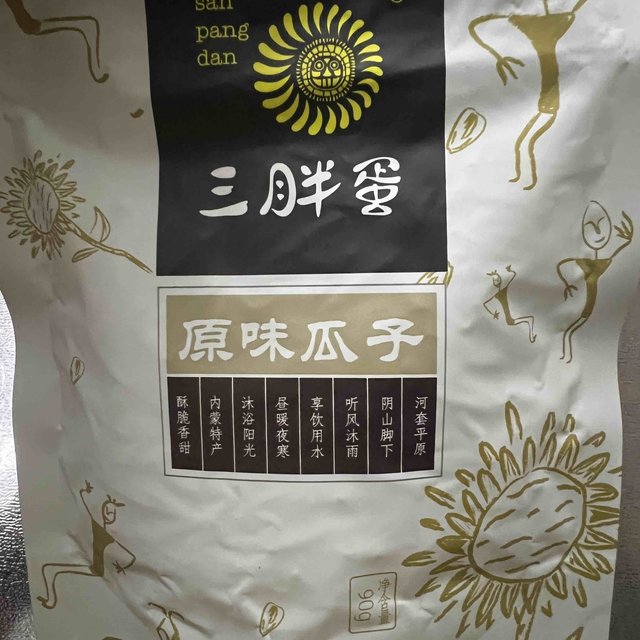 san
pang
dan
三胖蛋
原味瓜子
河套平原
阴山脚下
听风沐雨
享饮用水
昼暖夜寒
沐浴阳光
内蒙特产
酥脆香甜
净含量
90g